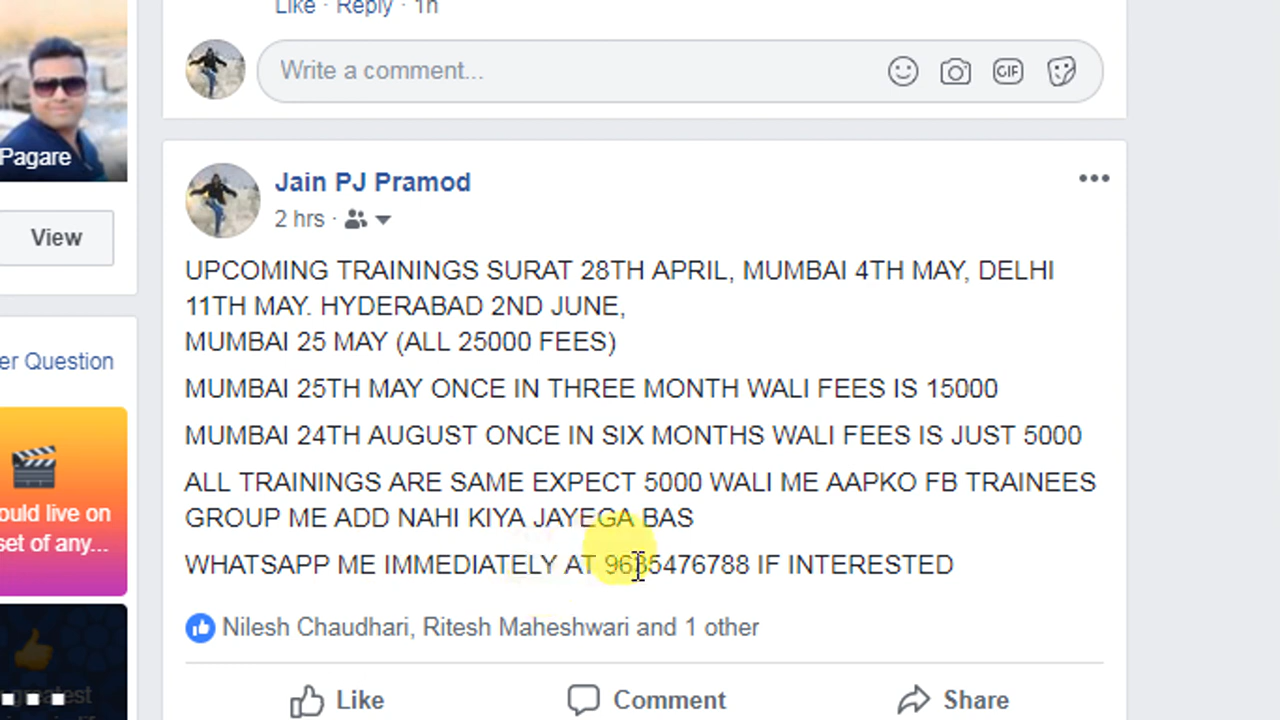 Like · Reply · 1h
Write a comment...
GIF
Pagare
View
Jain PJ Pramod
2 hrs ·
UPCOMING TRAININGS SURAT 28TH APRIL, MUMBAI 4TH MAY, DELHI
11TH MAY. HYDERABAD 2ND JUNE,
MUMBAI 25 MAY (ALL 25000 FEES)
MUMBAI 25TH MAY ONCE IN THREE MONTH WALI FEES IS 15000
MUMBAI 24TH AUGUST ONCE IN SIX MONTHS WALI FEES IS JUST 5000
ALL TRAININGS ARE SAME EXPECT 5000 WALI ME AAPKO FB TRAINEES
GROUP ME ADD NAHI KIYA JAYEGA BAS
WHATSAPP ME IMMEDIATELY AT IF INTERESTED
Nilesh Chaudhari, Ritesh Maheshwari and 1 other
Like Comment Share
er Question
ould live on
set of any...